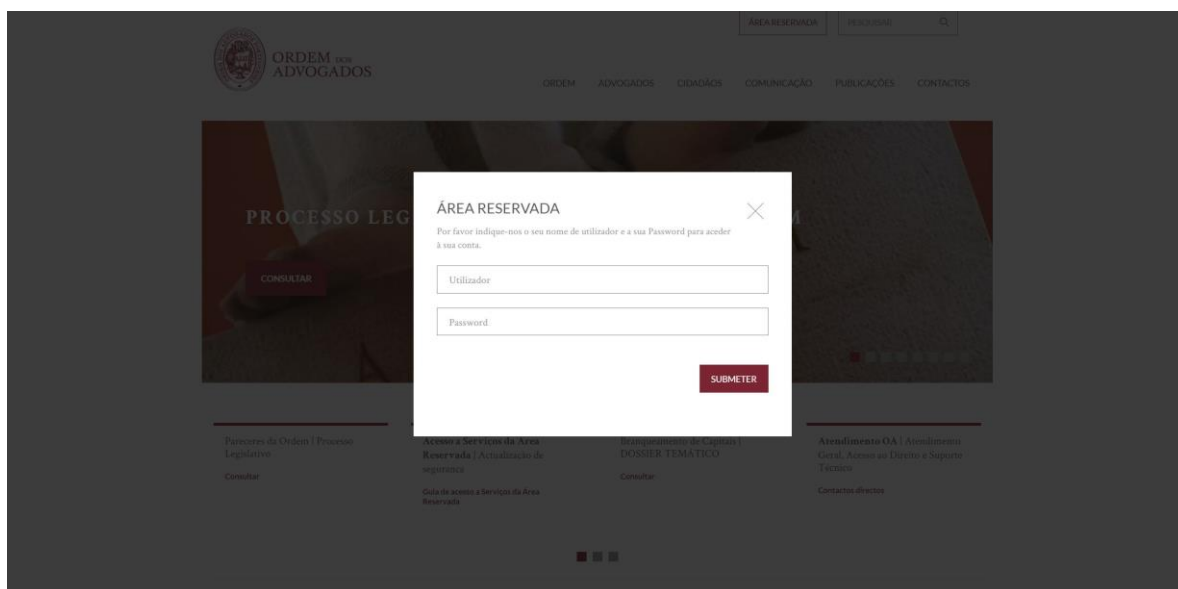 ÁREA RESERVADA
PESQUISAR
ORDEM DOS
ADVOGADOS
ORDEM ADVOGADOS CIDADÃOS COMUNICAÇÃO PUBLICAÇÕES CONTACTOS
PROCESSO LEG
M
CONSULTAR
ÁREA RESERVADA
Por favor indique-nos o seu nome de utilizador e a sua Password para aceder
à sua conta.
Utilizador
Password
SUBMETER
Pareceres da Ordem | Processo
Legislativo
Consultar
Acesso a Serviços da Área
Reservada | Actualização de
segurança
Guia de acesso a Serviços da Área
Reservada
Branqueamento de Capitais |
DOSSIER TEMÁTICO
Consultar
Atendimento OA | Atendimento
Geral, Acesso ao Direito e Suporte
Técnico
Contactos directos